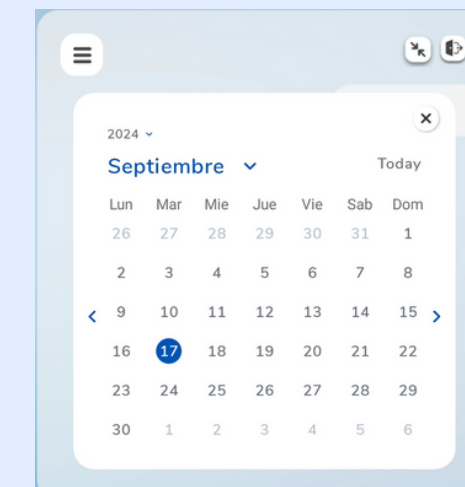 2024
Septiembre Today
Lun Mar Mie Jue Vie Sab Dom
26 27 28 29 30 31 1
2 3 4 5 6 7 8
9 10 11 12 13 14 15
16 17 18 19 20 21 22
23 24 25 26 27 28 29
30 1 2 3 4 5 6